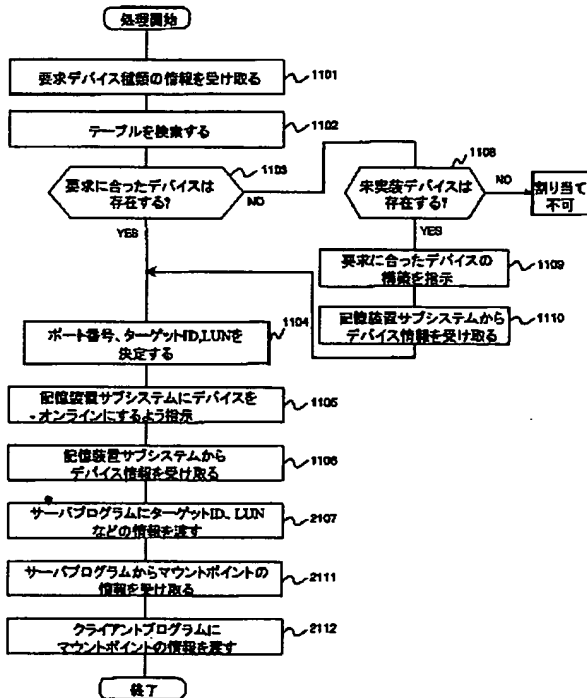 処理開始
要求デバイス種類の情報を受け取る
1101
テーブルを検索する
1102
要求に合ったデバイスは
存在する?
1103
NO
YES
未実装デバイスは
存在する?
1108
NO
YES
割り当て
不可
要求に合ったデバイスの
構築を指示
1109
記憶装置サブシステムから
デバイス情報を受け取る
1110
ポート番号、ターゲットID,LUNを
決定する
1104
記憶装置サブシステムにデバイスを
オンラインにするよう指示
1105
記憶装置サブシステムから
デバイス情報を受け取る
1106
サーバプログラムにターゲットID、LUN
などの情報を渡す
2107
サーバプログラムからマウントポイントの
情報を受け取る
2111
クライアントプログラムに
マウントポイントの情報を渡す
2112
終了